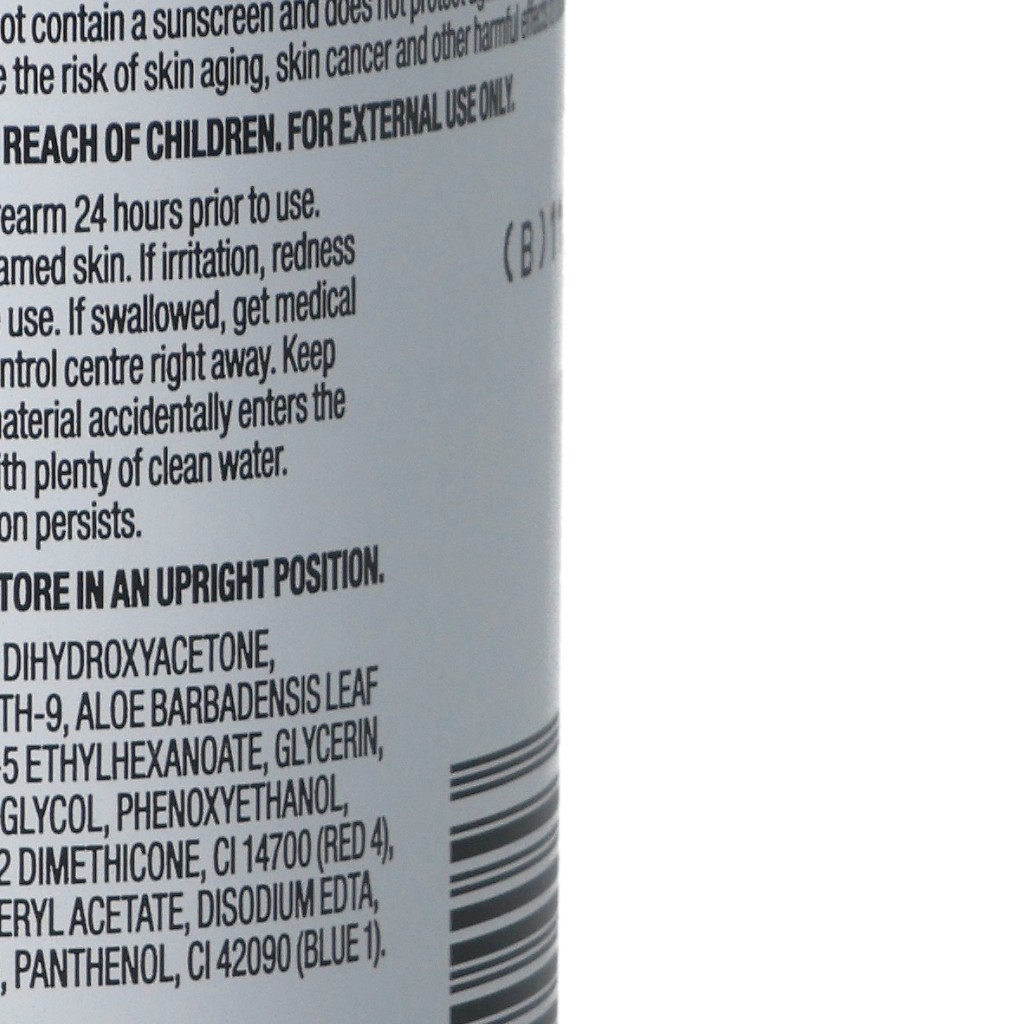 ot contain a sunscreen and does not protect
e the risk of skin aging, skin cancer and other harmful effects
REACH OF CHILDREN. FOR EXTERNAL USE ONLY.
earm 24 hours prior to use.
amed skin. If irritation, redness
use. If swallowed, get medical
ntrol centre right away. Keep
aterial accidentally enters the
th plenty of clean water.
on persists.
TORE IN AN UPRIGHT POSITION.
DIHYDROXYACETONE,
TH-9, ALOE BARBADENSIS LEAF
-5 ETHYLHEXANOATE, GLYCERIN,
GLYCOL, PHENOXYETHANOL,
2 DIMETHICONE, CI 14700 (RED 4),
ERYL ACETATE, DISODIUM EDTA,
, PANTHENOL, CI 42090 (BLUE 1).
(B)1